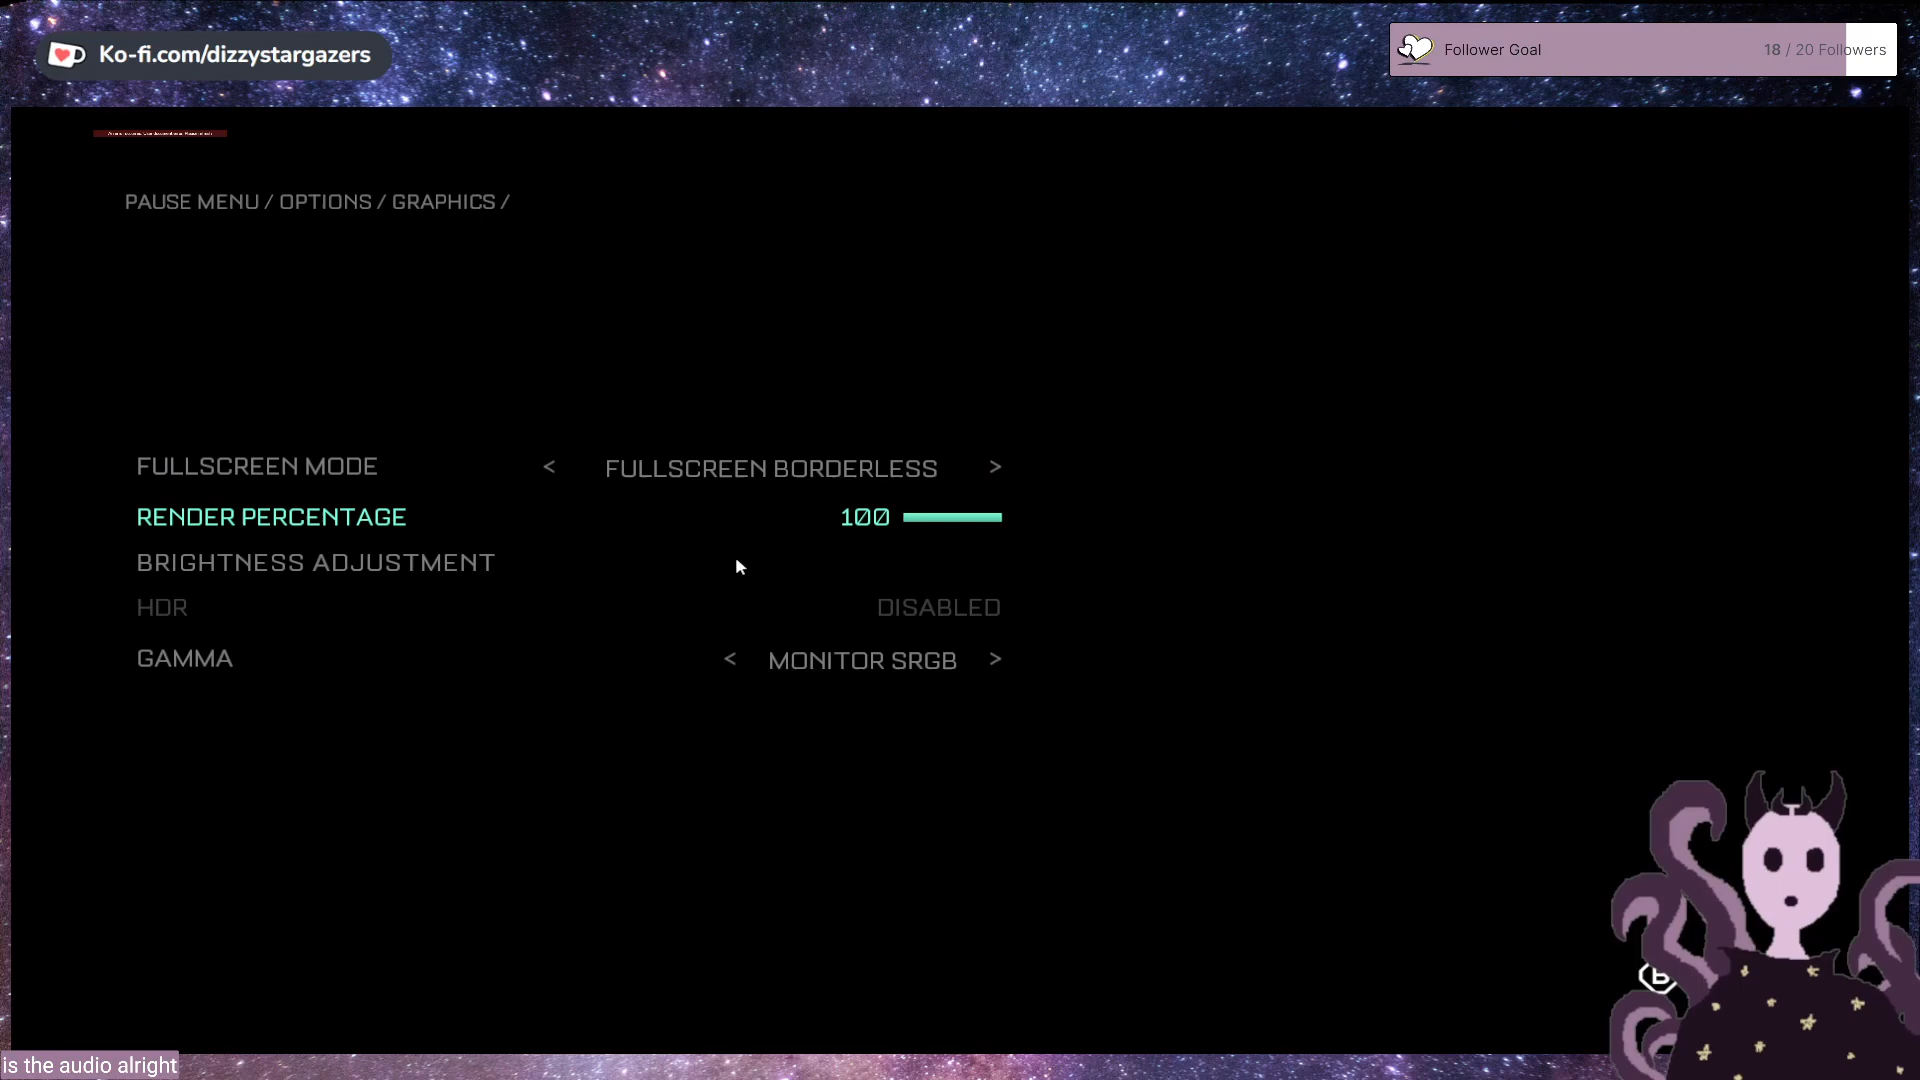 Ko-fi.com/dizzystargazers
Follower Goal
18 / 20 Followers
PAUSE MENU / OPTIONS / GRAPHICS /
FULLSCREEN MODE < FULLSCREEN BORDERLESS >
RENDER PERCENTAGE 100
BRIGHTNESS ADJUSTMENT
HDR DISABLED
GAMMA < MONITOR SRGB >
B
is the audio alright